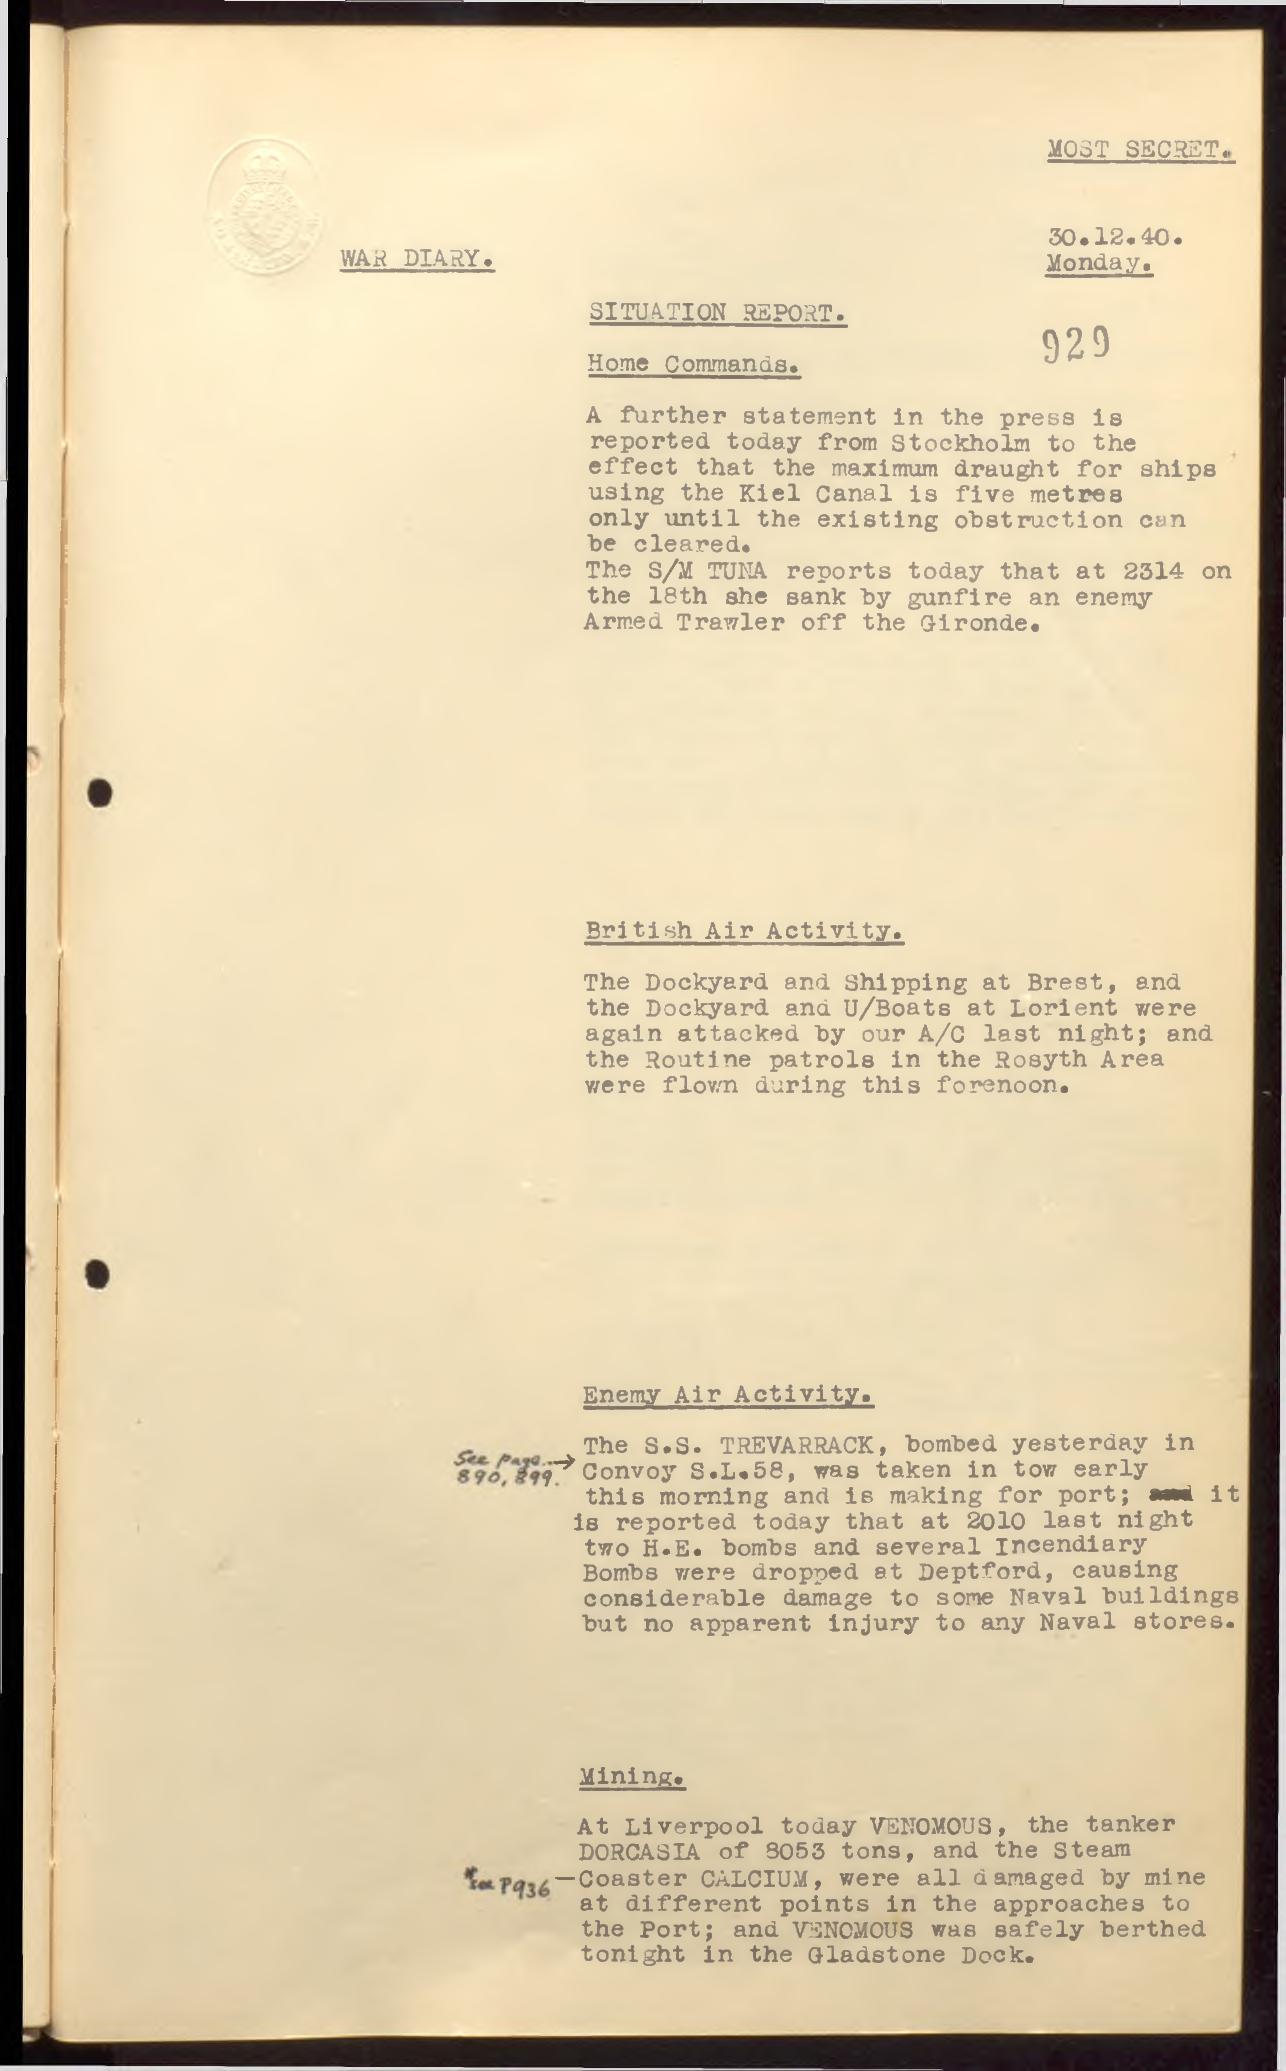 MOST SECRET.
30.12.40.
WAR DIARY.
Monday.
SITUATION REPORT.
929
Home Commands.
A further statement in the press is
reported today from Stockholm to the
effect that the maximum draught for ships
using the Kiel Canal is five metres
only until the existing obstruction can
be cleared.
The S/M TUNA reports today that at 2314 on
the 18th she sank by gunfire an enemy
Armed Trawler off the Gironde.
British Air Activity.
The Dockyard and Shipping at Brest, and
the Dockyard and U/Boats at Lorient were
again attacked by our A/C last night; and
the Routine patrols in the Rosyth Area
were flown during this forenoon.
Enemy Air Activity.
The S.S. TREVARRACK, bombed yesterday in
See page →
890, 899.
Convoy S.L.58, was taken in tow early
this morning and is making for port; it
is reported today that at 2010 last night
two H.E. bombs and several Incendiary
Bombs were dropped at Deptford, causing
considerable damage to some Naval buildings
but no apparent injury to any Naval stores.
Mining.
At Liverpool today VENOMOUS, the tanker
DORCASIA of 8053 tons, and the Steam
* see P936 — Coaster CALCIUM, were all damaged by mine
at different points in the approaches to
the Port; and VENOMOUS was safely berthed
tonight in the Gladstone Dock.